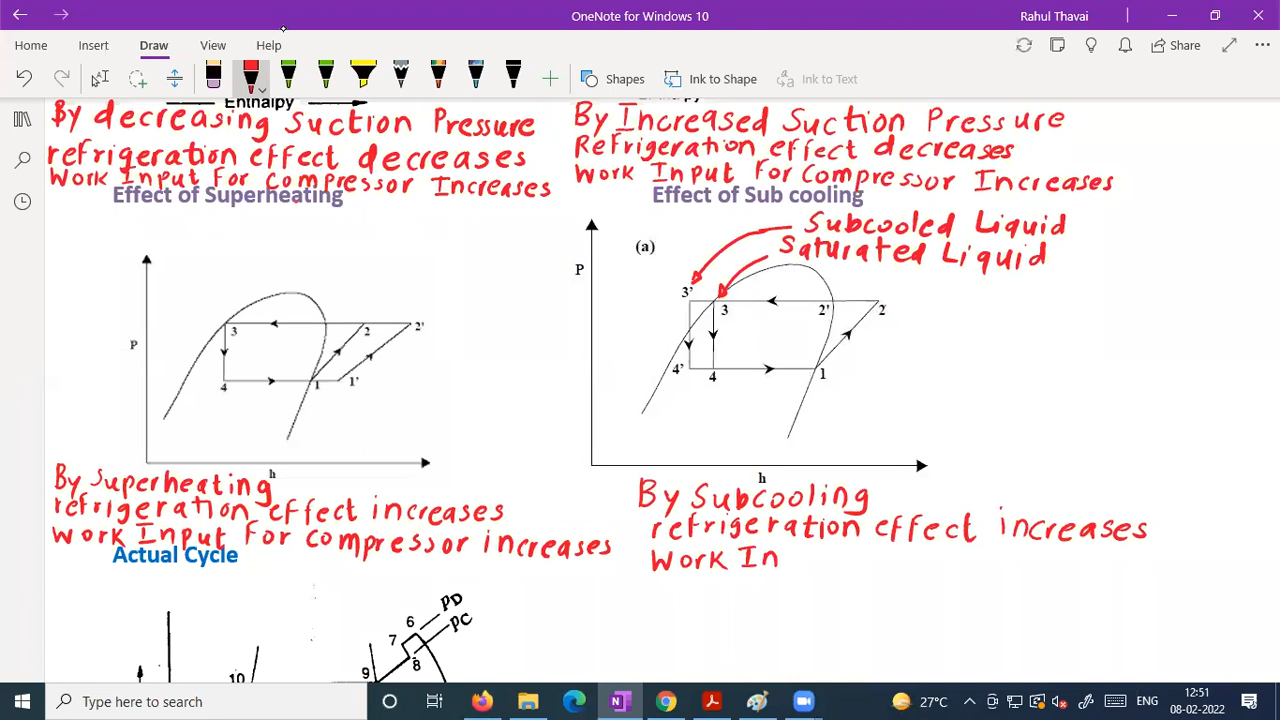 OneNote for Windows 10
Rahul Thavai
Home Insert Draw View Help
Share
Shapes
Ink to Shape
Ink to Text
Enthalpy
By decreasing Suction Pressure
refrigeration effect decreases
Work Input For Compressor Increases
By Increased Suction Pressure
Refrigeration effect decreases
Work Input For Compressor Increases
Effect of Superheating
P
3
2
2'
4
1
1'
h
By Superheating
refrigeration effect increases
Work Input For compressor increases
Effect of Sub cooling
(a)
Subcooled Liquid
Saturated Liquid
P
3'
3
2'
2
4'
4
1
h
By Subcooling
refrigeration effect increases
Work In
Actual Cycle
PD
PC
6
7
8
9
10
Type here to search
27°C
ENG
12:51
08-02-2022